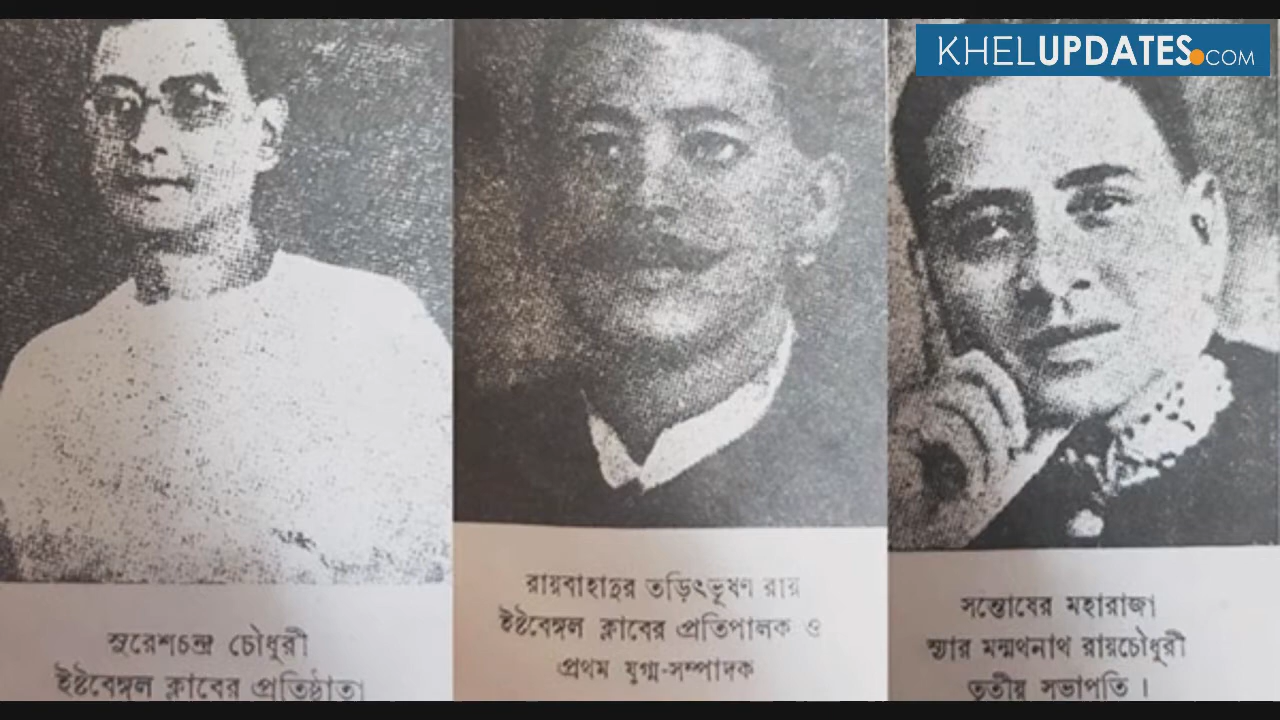 KHELUPDATES.COM
সুরেশচন্দ্র চৌধুরী
ইষ্টবেঙ্গল ক্লাবের প্রতিষ্ঠাতা
রায়বাহাদুর তড়িৎভূষণ রায়
ইষ্টবেঙ্গল ক্লাবের প্রতিপালক ও
প্রথম যুগ্ম-সম্পাদক
সন্তোষের মহারাজা
স্যার মন্মথনাথ রায়চৌধুরী
তৃতীয় সভাপতি।